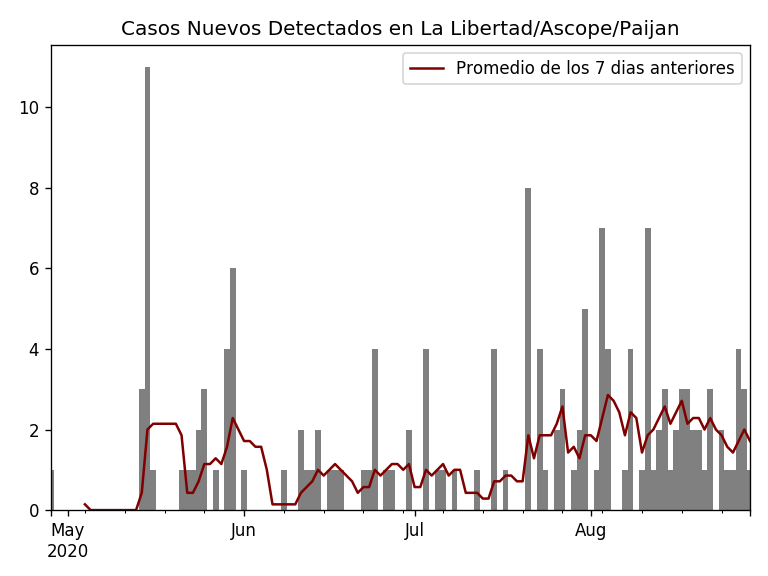 Casos Nuevos Detectados en La Libertad/Ascope/Paijan
Promedio de los 7 dias anteriores
10
8
6
4
2
0
May Jun Jul Aug
2020